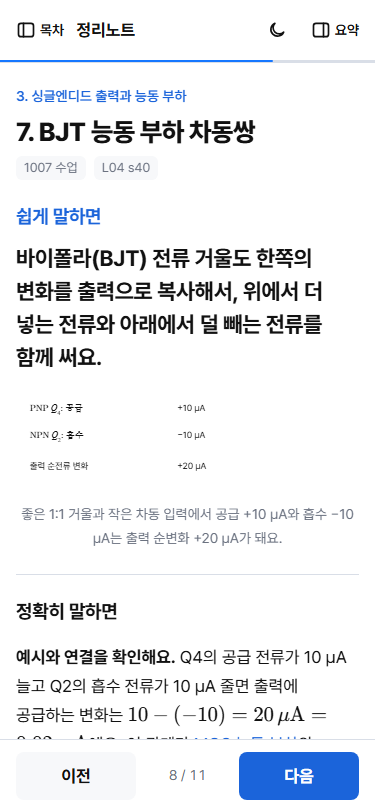 목차 정리노트 요약
3. 싱글엔디드 출력과 능동 부하
7. BJT 능동 부하 차동쌍
1007 수업 L04 s40
쉽게 말하면
바이폴라(BJT) 전류 거울도 한쪽의
변화를 출력으로 복사해서, 위에서 더
넣는 전류와 아래에서 덜 빼는 전류를
함께 써요.
PNP Q4: 공급 +10 μA
NPN Q2: 흡수 −10 μA
출력 순전류 변화 +20 μA
좋은 1:1 거울과 작은 차동 입력에서 공급 +10 μA와 흡수 −10
μA는 출력 순변화 +20 μA가 돼요.
정확히 말하면
예시와 연결을 확인해요. Q4의 공급 전류가 10 μA
늘고 Q2의 흡수 전류가 10 μA 줄면 출력에
공급하는 변화는 10 − (−10) = 20 μA =
이전 8 / 11 다음